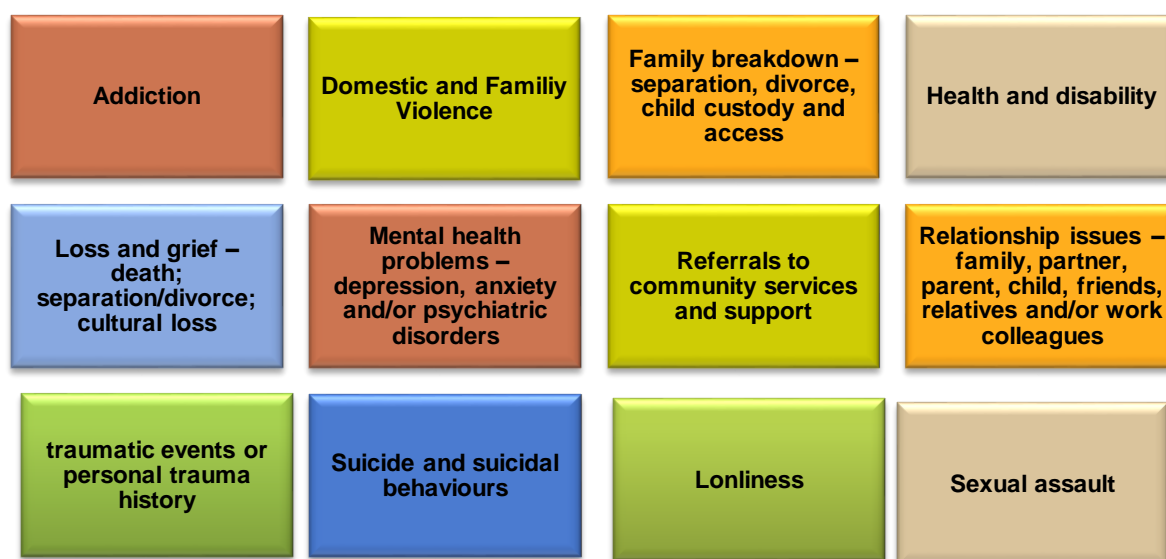 Addiction
Domestic and Familiy
Violence
Family breakdown –
separation, divorce,
child custody and
access
Health and disability
Loss and grief –
death;
separation/divorce;
cultural loss
Mental health
problems –
depression, anxiety
and/or psychiatric
disorders
Referrals to
community services
and support
Relationship issues –
family, partner,
parent, child, friends,
relatives and/or work
colleagues
traumatic events or
personal trauma
history
Suicide and suicidal
behaviours
Lonliness
Sexual assault